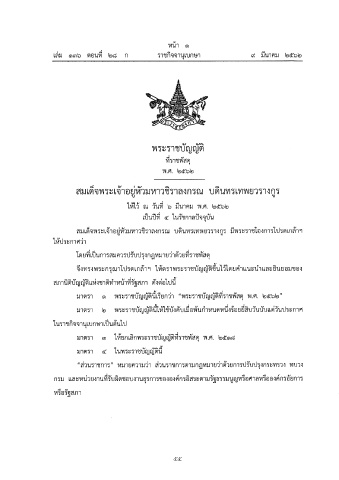 หน้า ๑
เล่ม ๑๓๖ ตอนที่ ๒๘ ก ราชกิจจานุเบกษา ๙ มีนาคม ๒๕๖๒
พระราชบัญญัติ
ที่ราชพัสดุ
พ.ศ. ๒๕๖๒
สมเด็จพระเจ้าอยู่หัวมหาวชิราลงกรณ บดินทรเทพยวรางกูร
ให้ไว้ ณ วันที่ ๖ มีนาคม พ.ศ. ๒๕๖๒
เป็นปีที่ ๔ ในรัชกาลปัจจุบัน
สมเด็จพระเจ้าอยู่หัวมหาวชิราลงกรณ บดินทรเทพยวรางกูร มีพระราชโองการโปรดเกล้าฯ
ให้ประกาศว่า
โดยที่เป็นการสมควรปรับปรุงกฎหมายว่าด้วยที่ราชพัสดุ
จึงทรงพระกรุณาโปรดเกล้าฯ ให้ตราพระราชบัญญัติขึ้นไว้โดยคำแนะนำและยินยอมของ
สภานิติบัญญัติแห่งชาติทำหน้าที่รัฐสภา ดังต่อไปนี้
มาตรา ๑ พระราชบัญญัตินี้เรียกว่า “พระราชบัญญัติที่ราชพัสดุ พ.ศ. ๒๕๖๒”
มาตรา ๒ พระราชบัญญัตินี้ให้ใช้บังคับเมื่อพ้นกำหนดหนึ่งร้อยยี่สิบวันนับแต่วันประกาศ
ในราชกิจจานุเบกษาเป็นต้นไป
มาตรา ๓ ให้ยกเลิกพระราชบัญญัติที่ราชพัสดุ พ.ศ. ๒๕๑๘
มาตรา ๔ ในพระราชบัญญัตินี้
“ส่วนราชการ” หมายความว่า ส่วนราชการตามกฎหมายว่าด้วยการปรับปรุงกระทรวง ทบวง
กรม และหน่วยงานที่รับผิดชอบงานธุรการขององค์กรอิสระตามรัฐธรรมนูญหรือศาลหรือองค์กรอัยการ
หรือรัฐสภา
๕๕